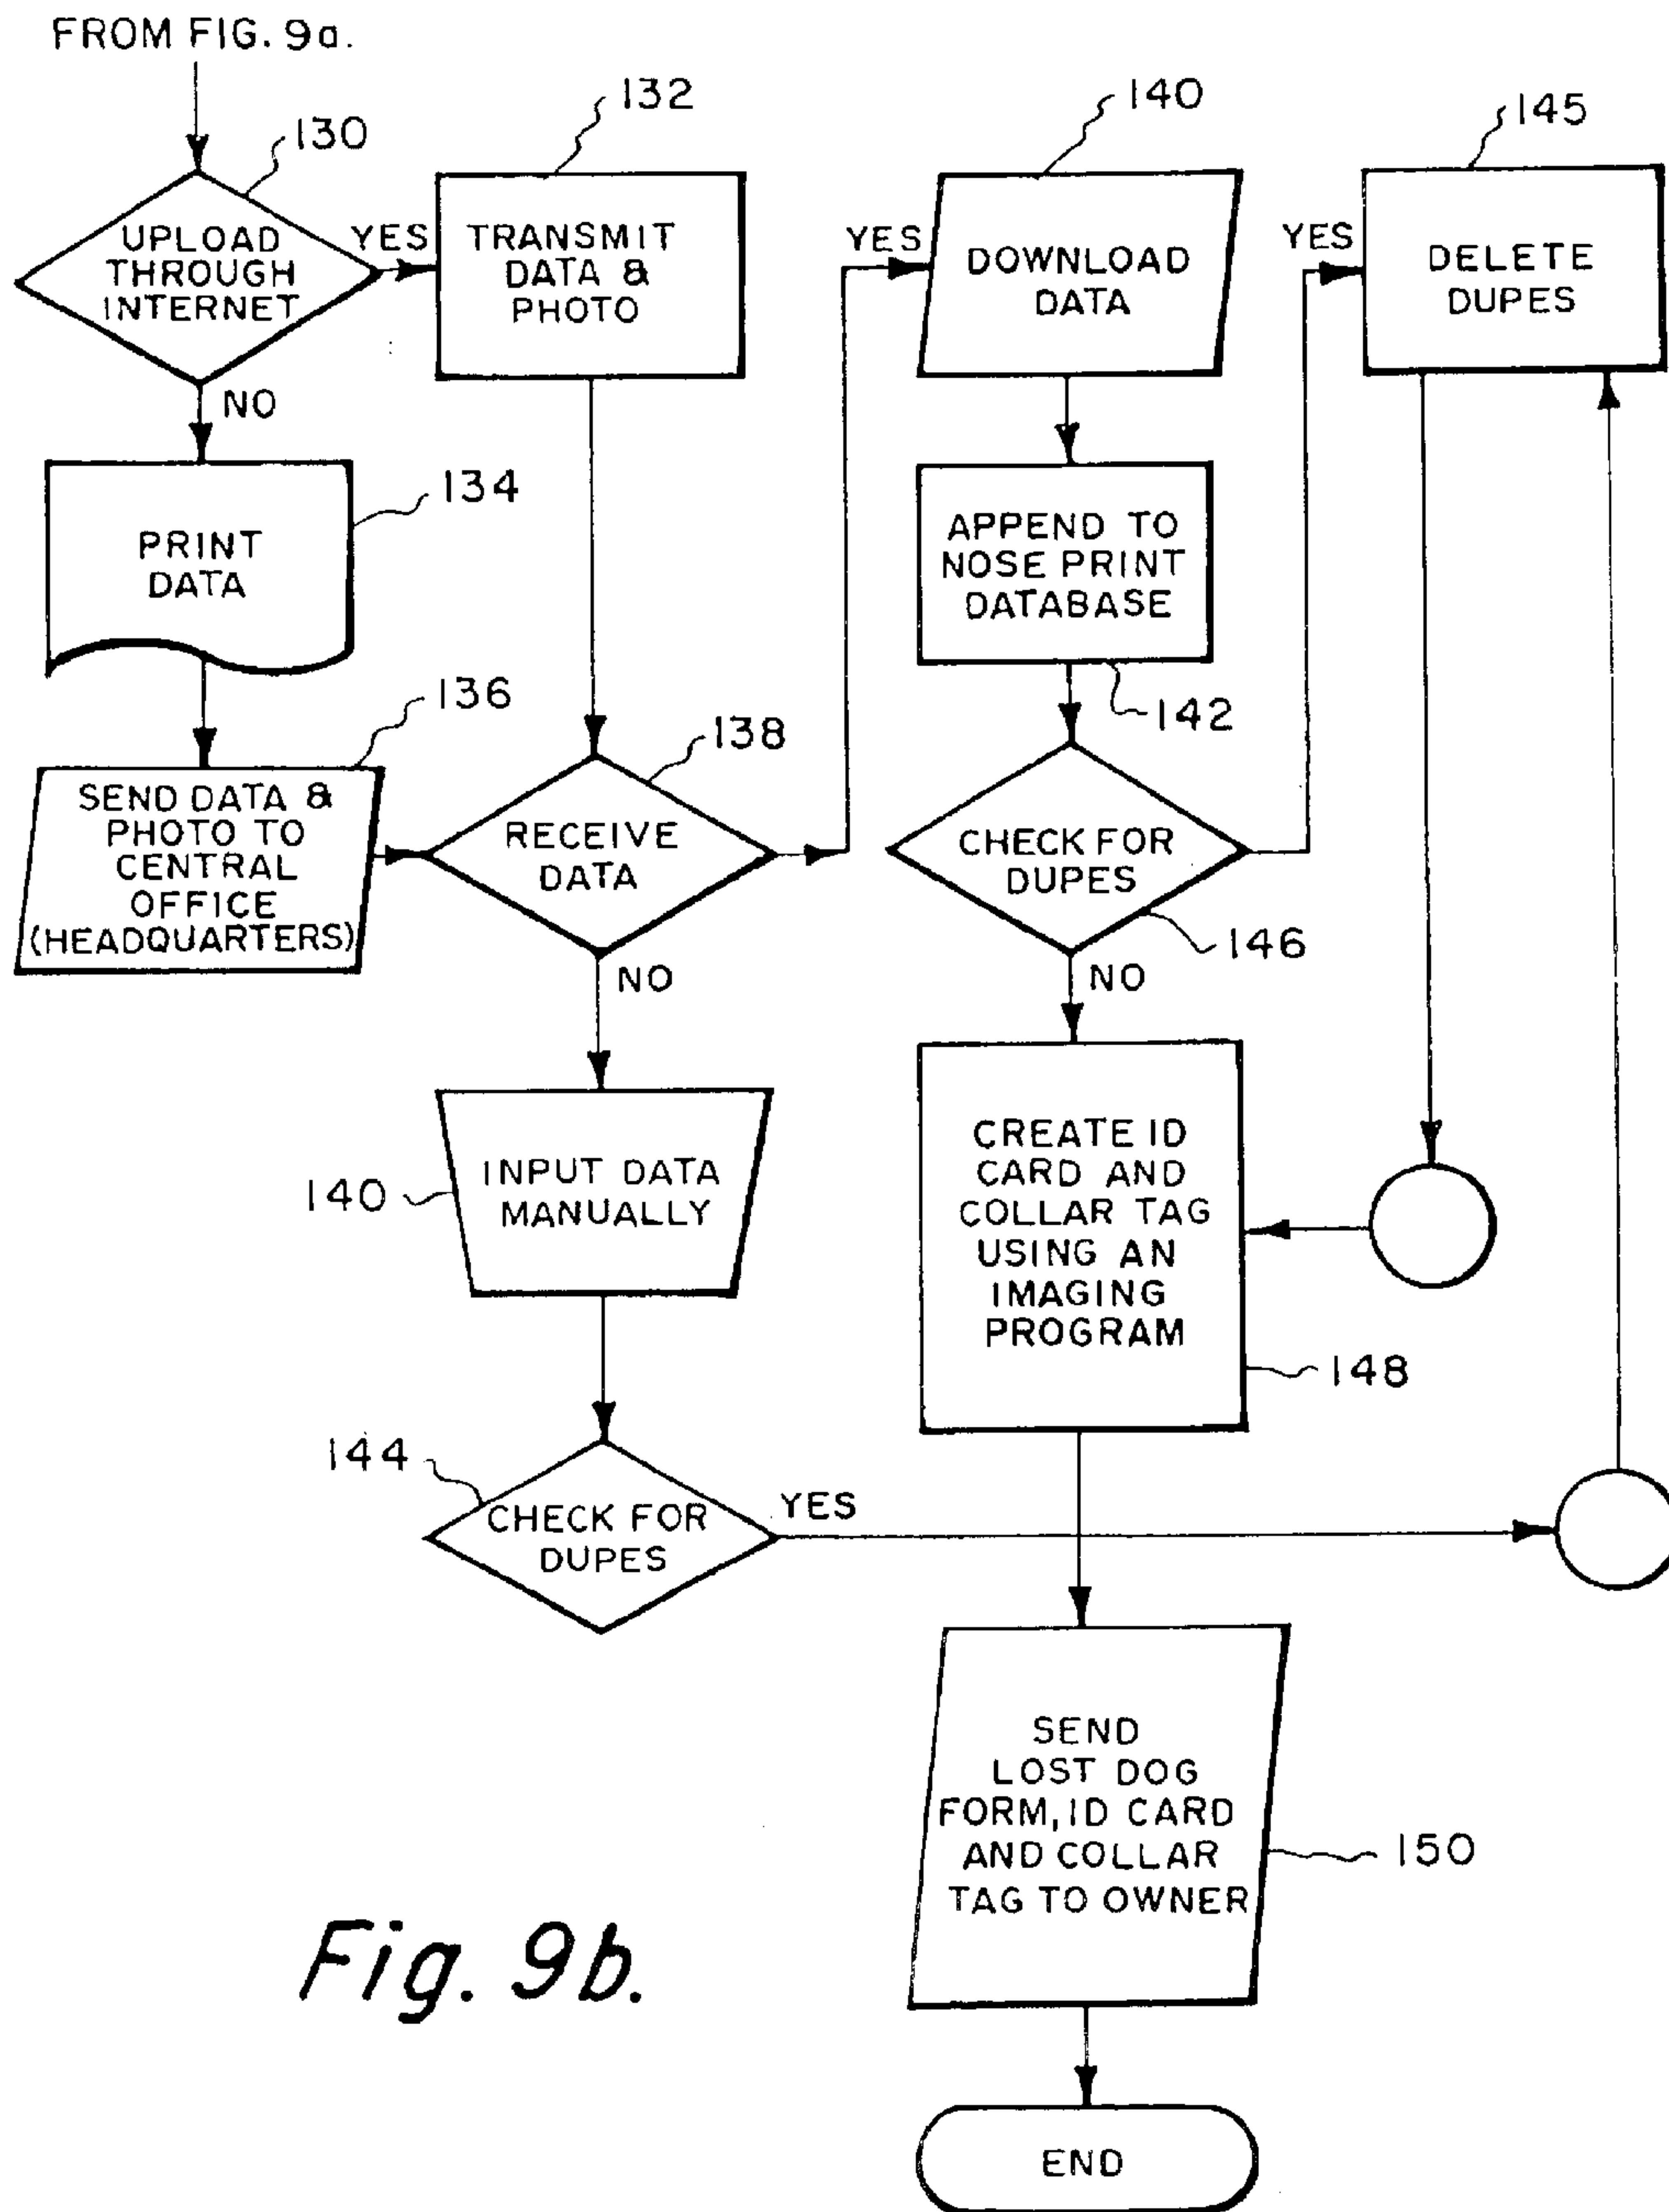 FROM FIG. 9a.
130
UPLOAD
THROUGH
INTERNET
YES
NO
132
TRANSMIT
DATA &
PHOTO
134
PRINT
DATA
136
SEND DATA &
PHOTO TO
CENTRAL
OFFICE
(HEADQUARTERS)
138
RECEIVE
DATA
YES
NO
140
INPUT DATA
MANUALLY
144
CHECK FOR
DUPES
YES
140
DOWNLOAD
DATA
APPEND TO
NOSE PRINT
DATABASE
142
CHECK FOR
DUPES
146
YES
NO
145
DELETE
DUPES
CREATE ID
CARD AND
COLLAR TAG
USING AN
IMAGING
PROGRAM
148
SEND
LOST DOG
FORM, ID CARD
AND COLLAR
TAG TO OWNER
150
END
Fig. 9b.